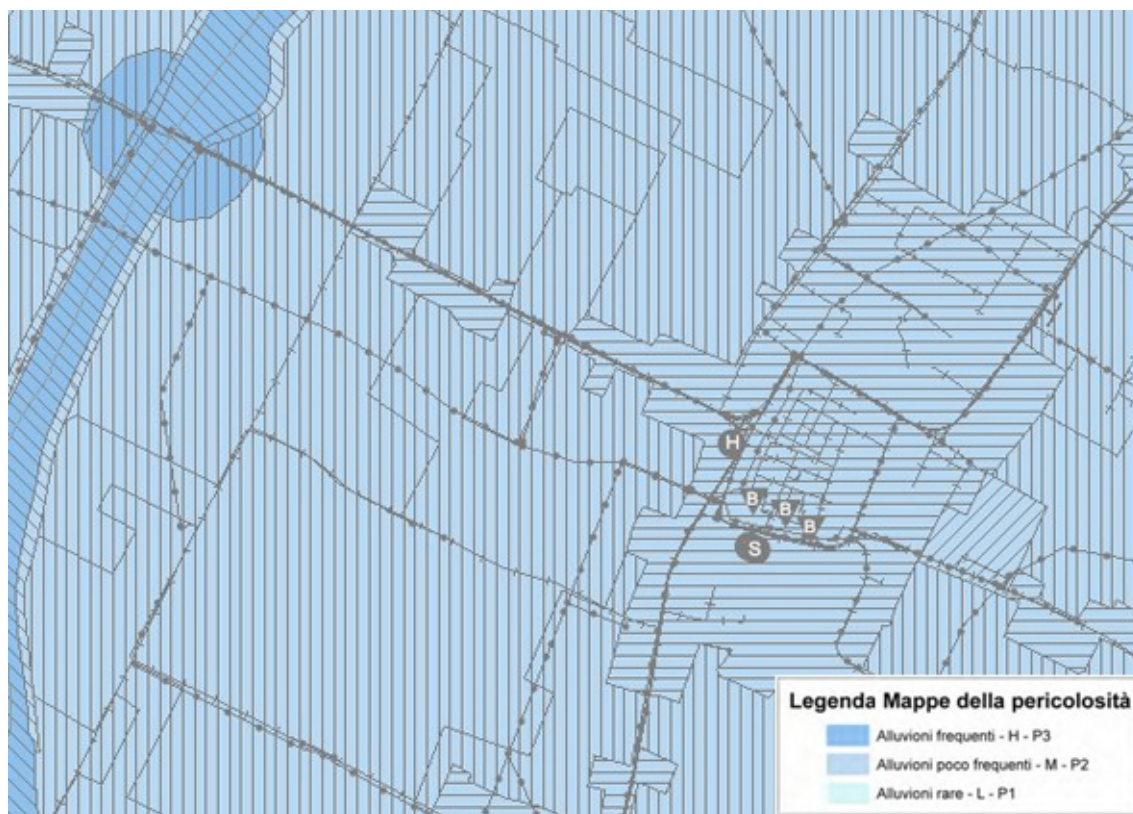 H
B
B
B
S
Legenda Mappe della pericolosità
Alluvioni frequenti - H - P3
Alluvioni poco frequenti - M - P2
Alluvioni rare - L - P1